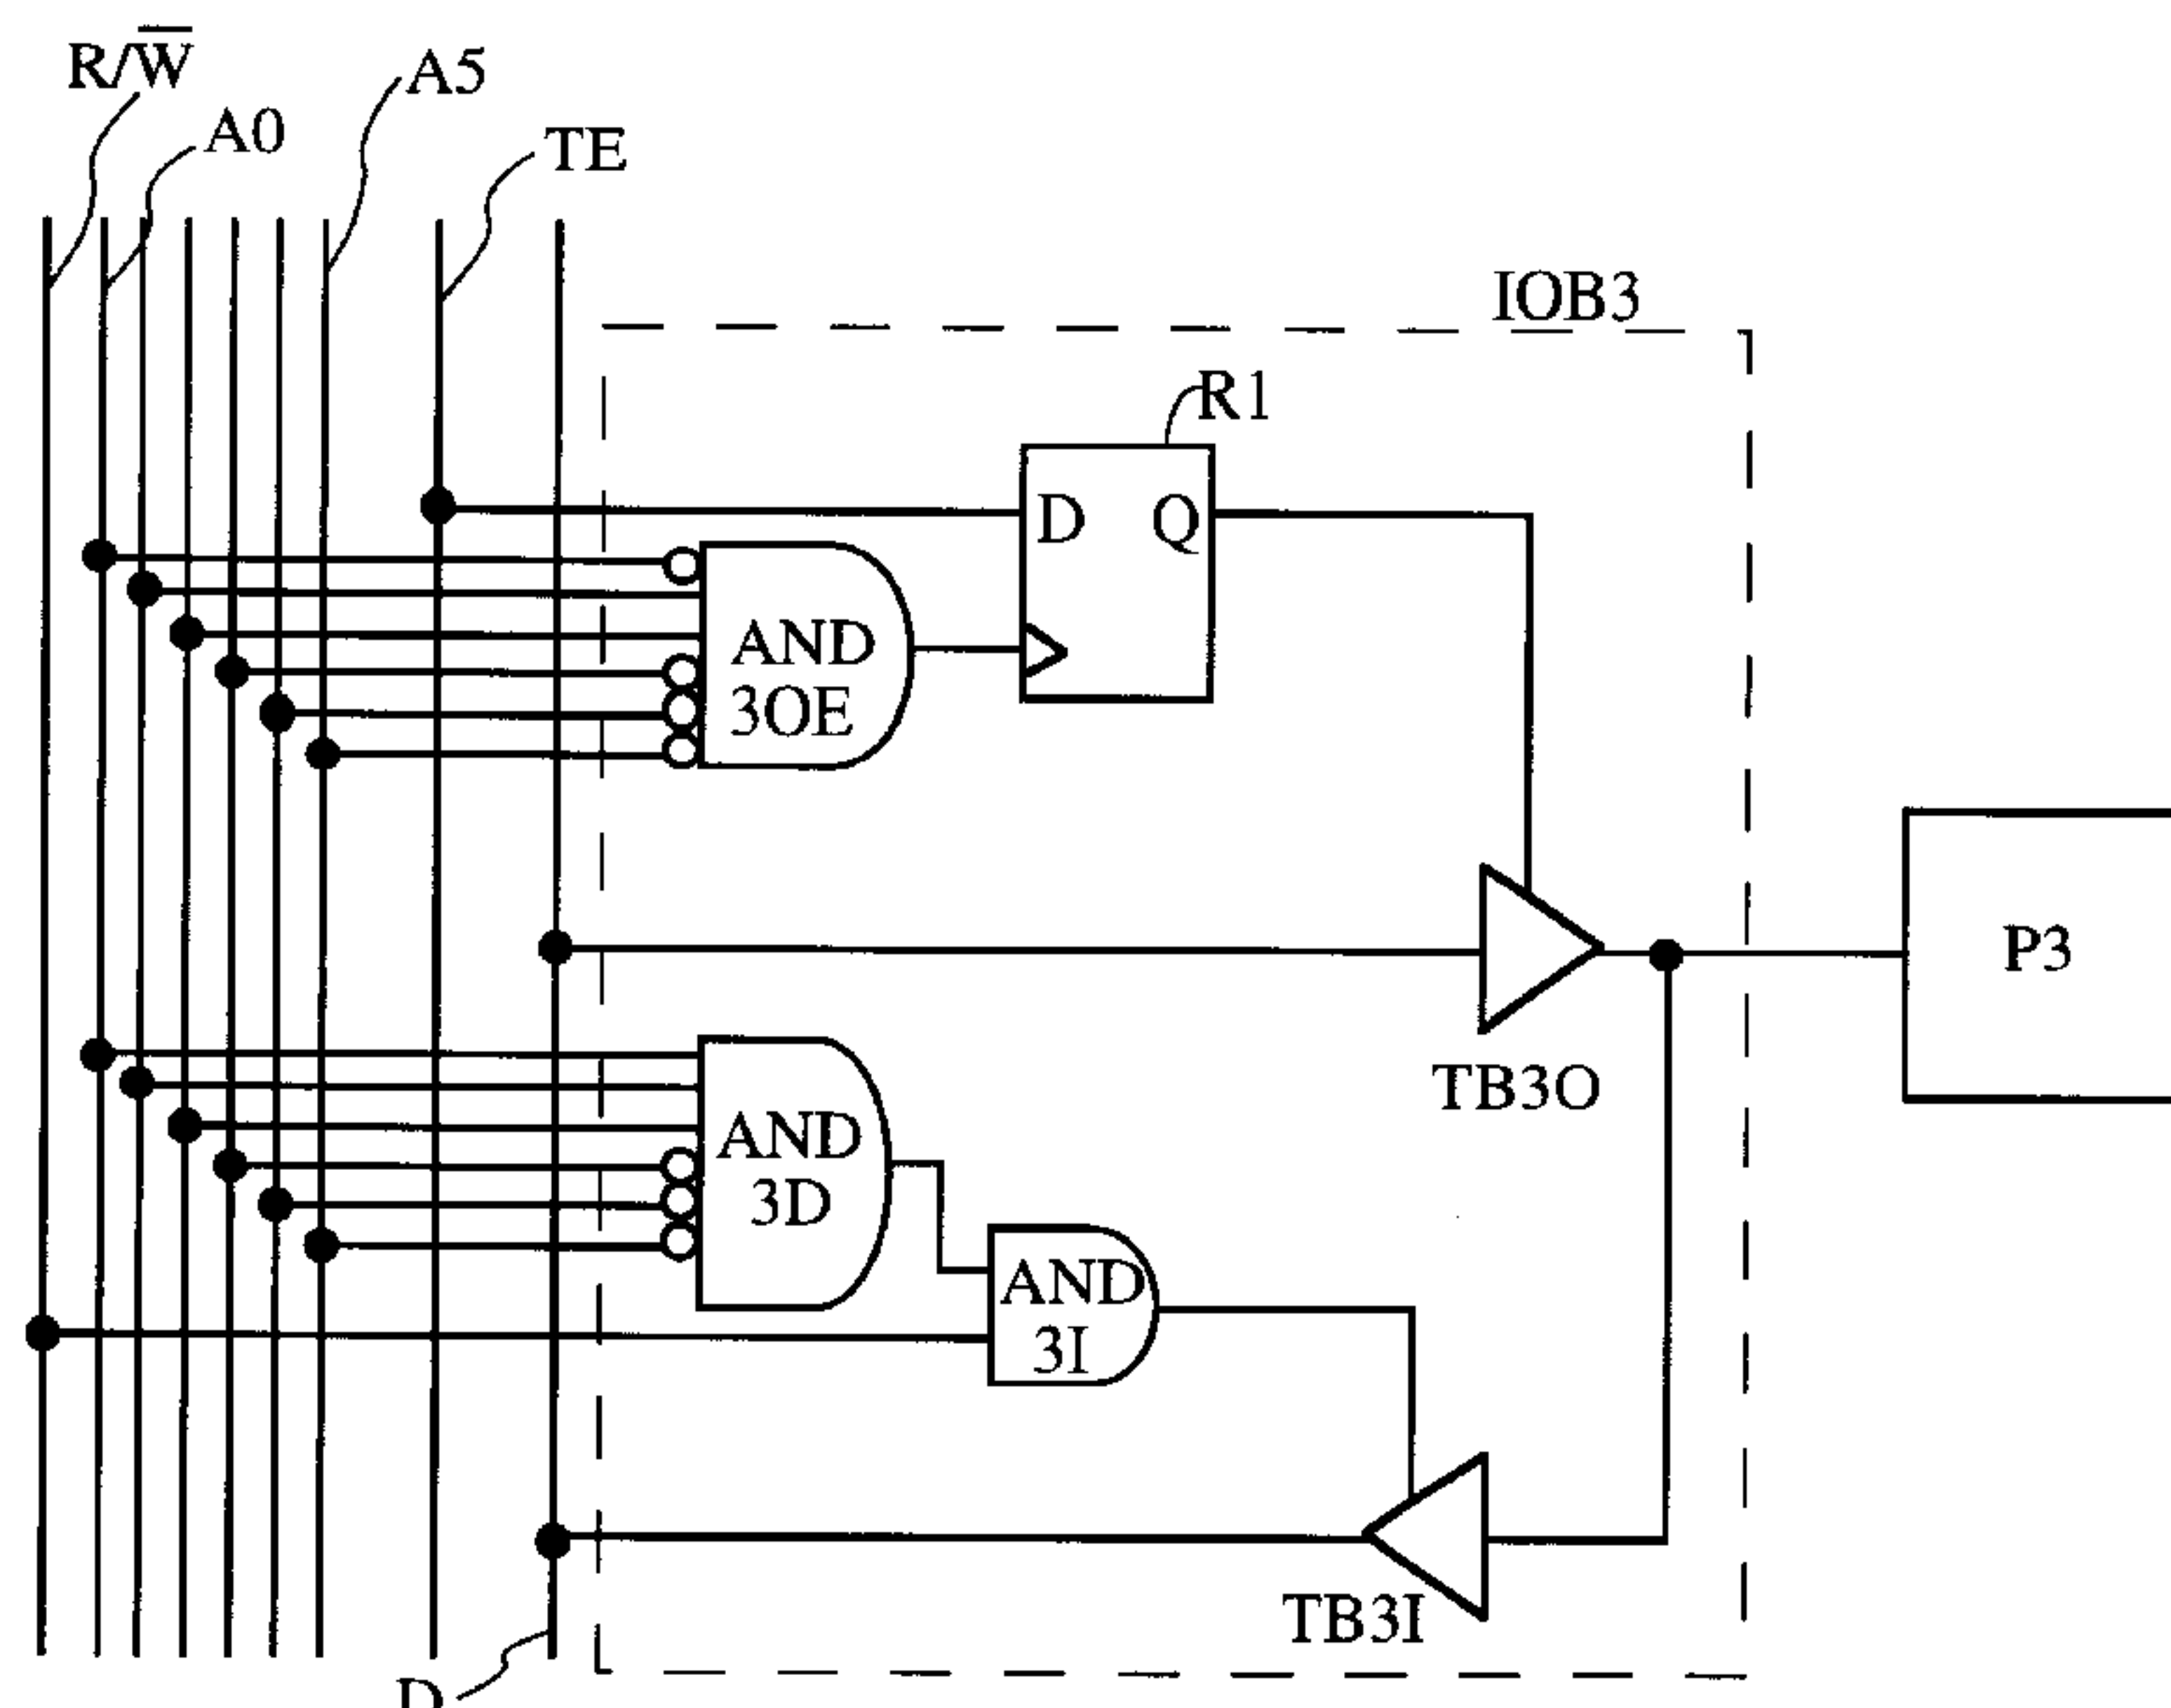 R/W̅
A0
A5
TE
IOB3
R1
D Q
AND
3OE
P3
TB3O
AND
3D
AND
3I
TB3I
D